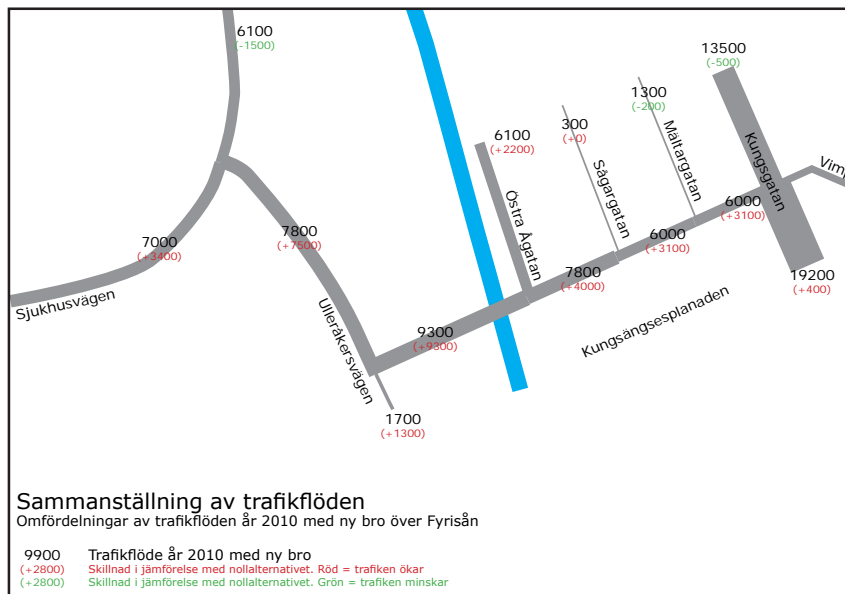 6100
(-1500)
13500
(-500)
1300
(-200)
300
(+0)
6100
(+2200)
Kungsgatan
Mältargatan
Sågargatan
Östra Ågatan
6000
(+3100)
6000
(+3100)
7800
(+7500)
7000
(+3400)
7800
(+4000)
19200
(+400)
Sjukhusvägen
Ulleråkersvägen
9300
(+9300)
Kungsängsesplanaden
1700
(+1300)
Sammanställning av trafikflöden
Omfördelningar av trafikflöden år 2010 med ny bro över Fyrisån
9900 Trafikflöde år 2010 med ny bro
(+2800) Skillnad i jämförelse med nollalternativet. Röd = trafiken ökar
(+2800) Skillnad i jämförelse med nollalternativet. Grön = trafiken minskar